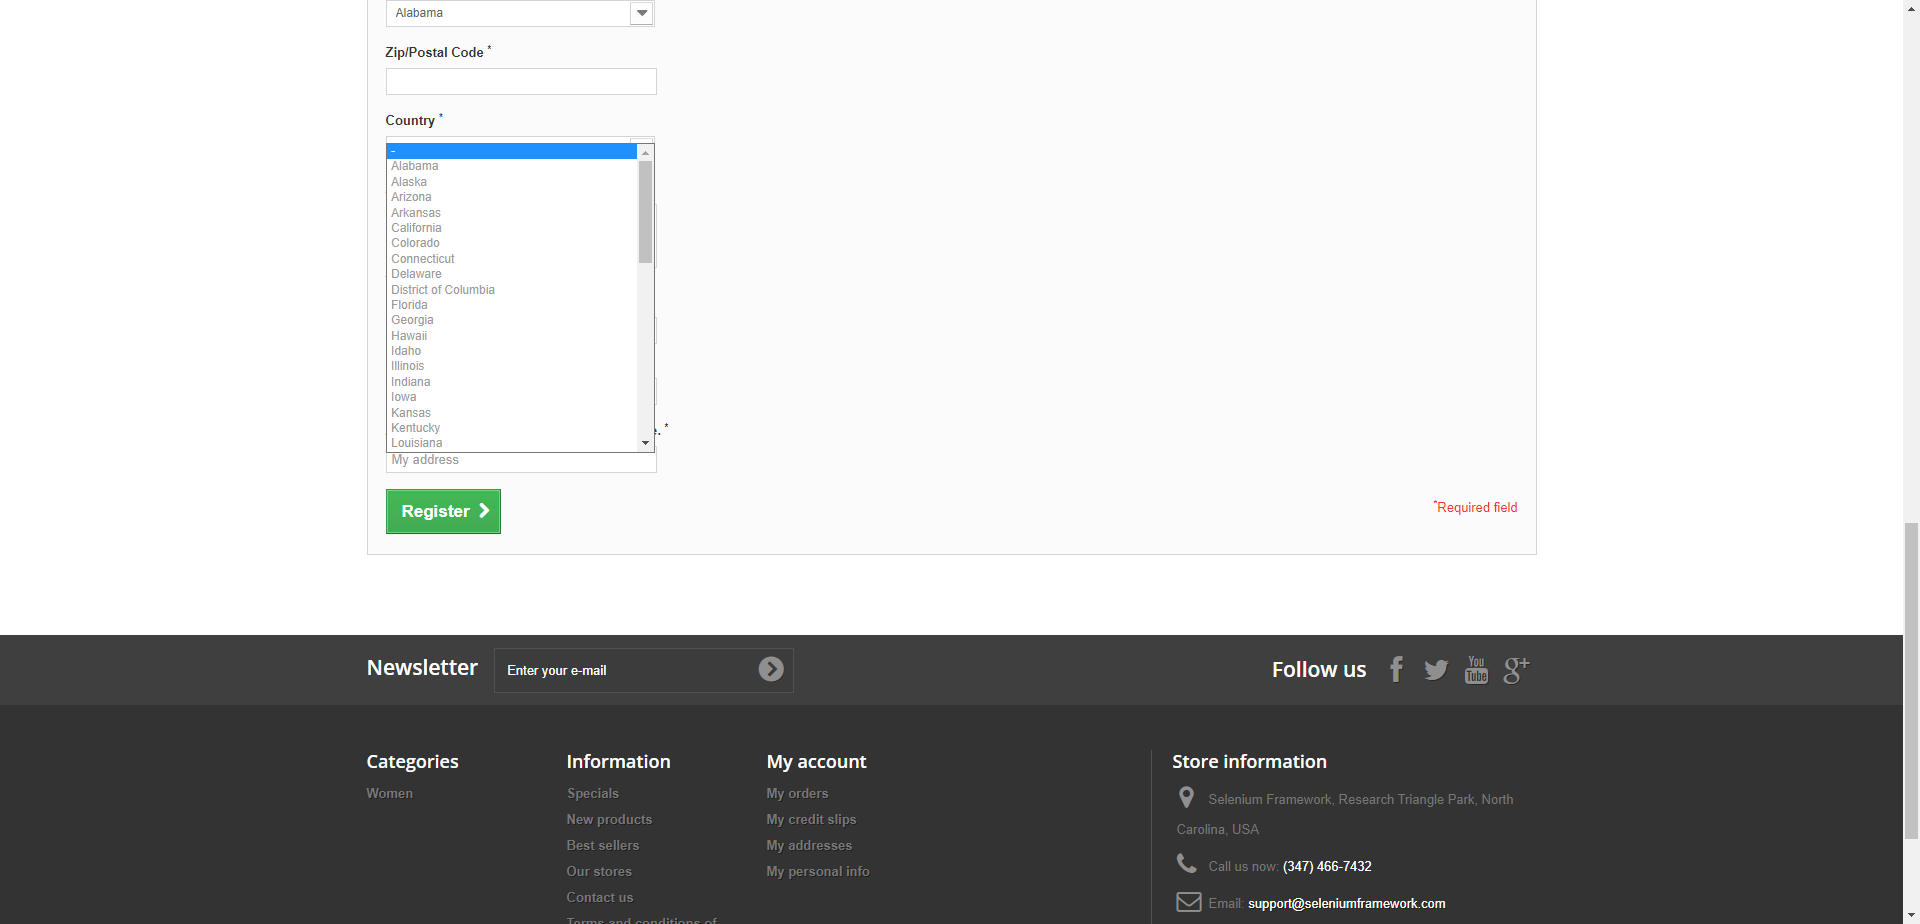 Alabama
Zip/Postal Code *
Country *
-
Alabama
Alaska
Arizona
Arkansas
California
Colorado
Connecticut
Delaware
District of Columbia
Florida
Georgia
Hawaii
Idaho
Illinois
Indiana
Iowa
Kansas
Kentucky
Louisiana
e. *
My address
Register
*Required field
Newsletter
Enter your e-mail
Follow us
You
Tube
g+
Categories
Women
Information
Specials
New products
Best sellers
Our stores
Contact us
Terms and conditions of
My account
My orders
My credit slips
My addresses
My personal info
Store information
Selenium Framework, Research Triangle Park, North
Carolina, USA
Call us now: (347) 466-7432
Email: support@seleniumframework.com